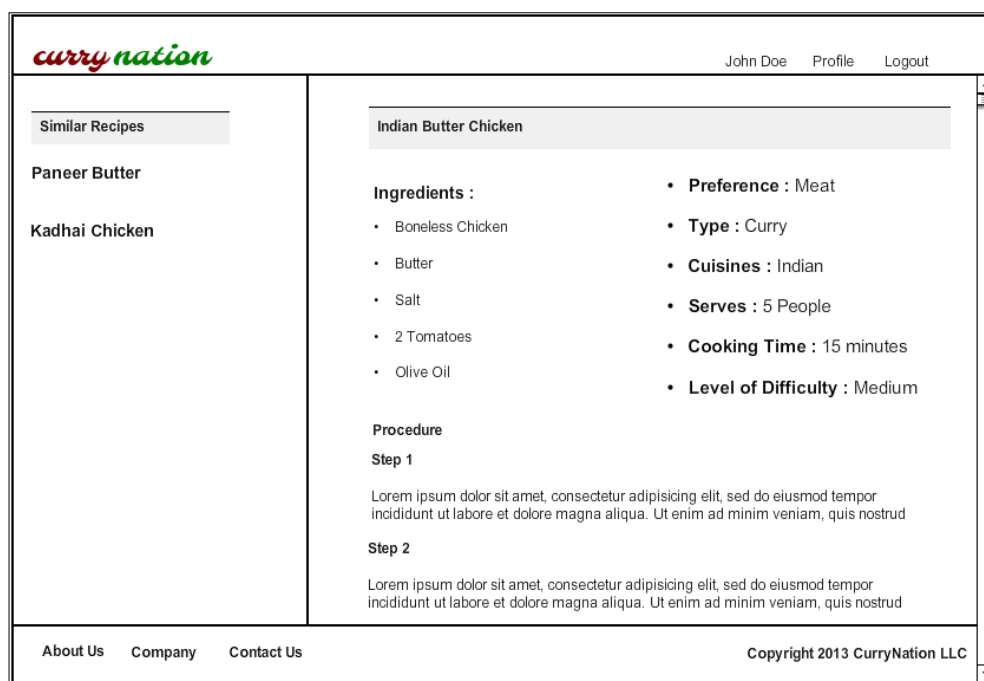 curry nation
John Doe Profile Logout
Similar Recipes
Paneer Butter
Kadhai Chicken
Indian Butter Chicken
Ingredients :
• Boneless Chicken
• Butter
• Salt
• 2 Tomatoes
• Olive Oil
• Preference : Meat
• Type : Curry
• Cuisines : Indian
• Serves : 5 People
• Cooking Time : 15 minutes
• Level of Difficulty : Medium
Procedure
Step 1
Lorem ipsum dolor sit amet, consectetur adipisicing elit, sed do eiusmod tempor
incididunt ut labore et dolore magna aliqua. Ut enim ad minim veniam, quis nostrud
Step 2
Lorem ipsum dolor sit amet, consectetur adipisicing elit, sed do eiusmod tempor
incididunt ut labore et dolore magna aliqua. Ut enim ad minim veniam, quis nostrud
About Us Company Contact Us Copyright 2013 CurryNation LLC